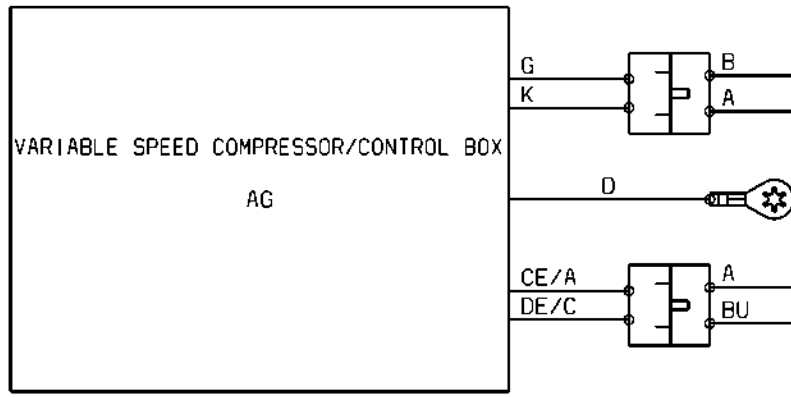 G
B
K
A
VARIABLE SPEED COMPRESSOR/CONTROL BOX
AG
D
CE/A
A
DE/C
BU